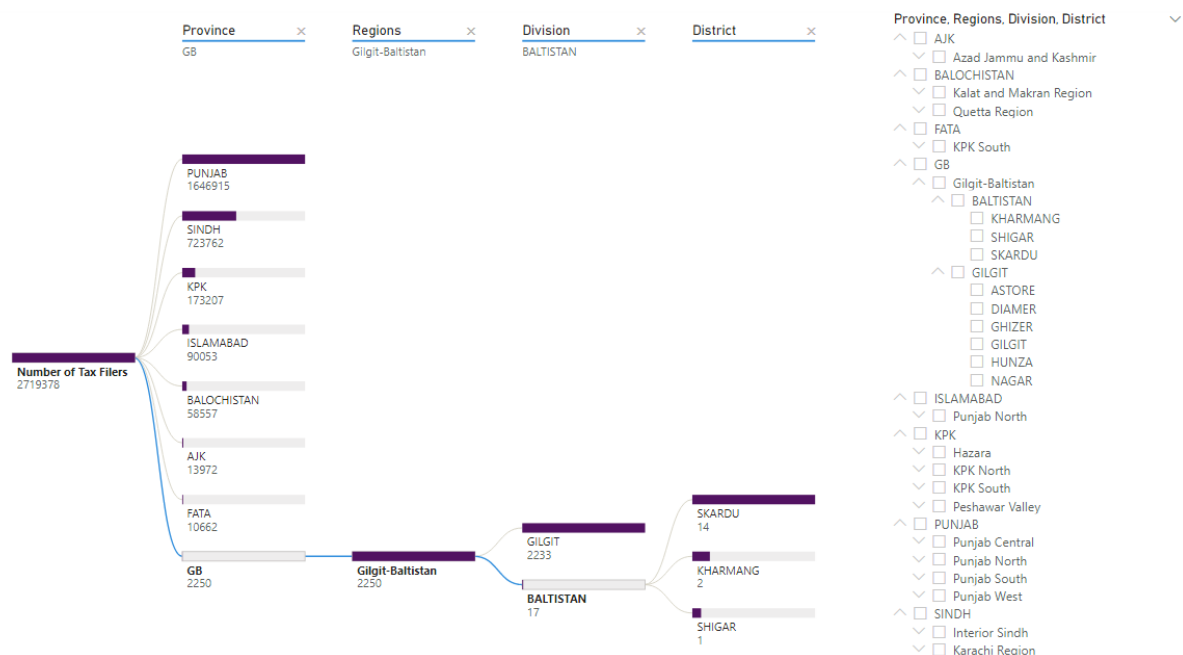 Province
GB
Regions
Gilgit-Baltistan
Division
BALTISTAN
District
Number of Tax Filers
2719378
PUNJAB
1646915
SINDH
723762
KPK
173207
ISLAMABAD
90053
BALOCHISTAN
58557
AJK
13972
FATA
10662
GB
2250
Gilgit-Baltistan
2250
GILGIT
2233
BALTISTAN
17
SKARDU
14
KHARMANG
2
SHIGAR
1
Province, Regions, Division, District
AJK
Azad Jammu and Kashmir
BALOCHISTAN
Kalat and Makran Region
Quetta Region
FATA
KPK South
GB
Gilgit-Baltistan
BALTISTAN
KHARMANG
SHIGAR
SKARDU
GILGIT
ASTORE
DIAMER
GHIZER
GILGIT
HUNZA
NAGAR
ISLAMABAD
Punjab North
KPK
Hazara
KPK North
KPK South
Peshawar Valley
PUNJAB
Punjab Central
Punjab North
Punjab South
Punjab West
SINDH
Interior Sindh
Karachi Region